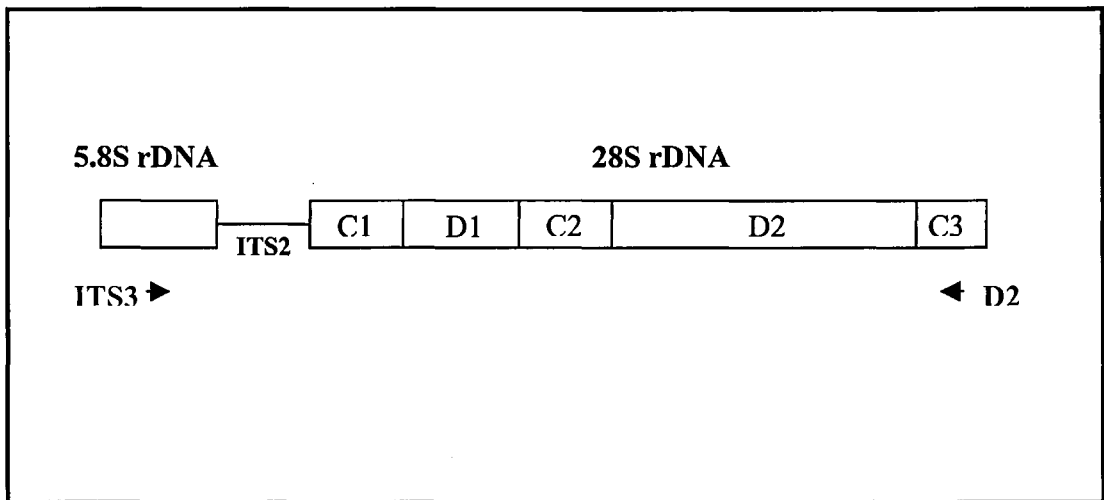 5.8S rDNA 28S rDNA
C1 D1 C2 D2 C3
ITS2
ITS3 D2